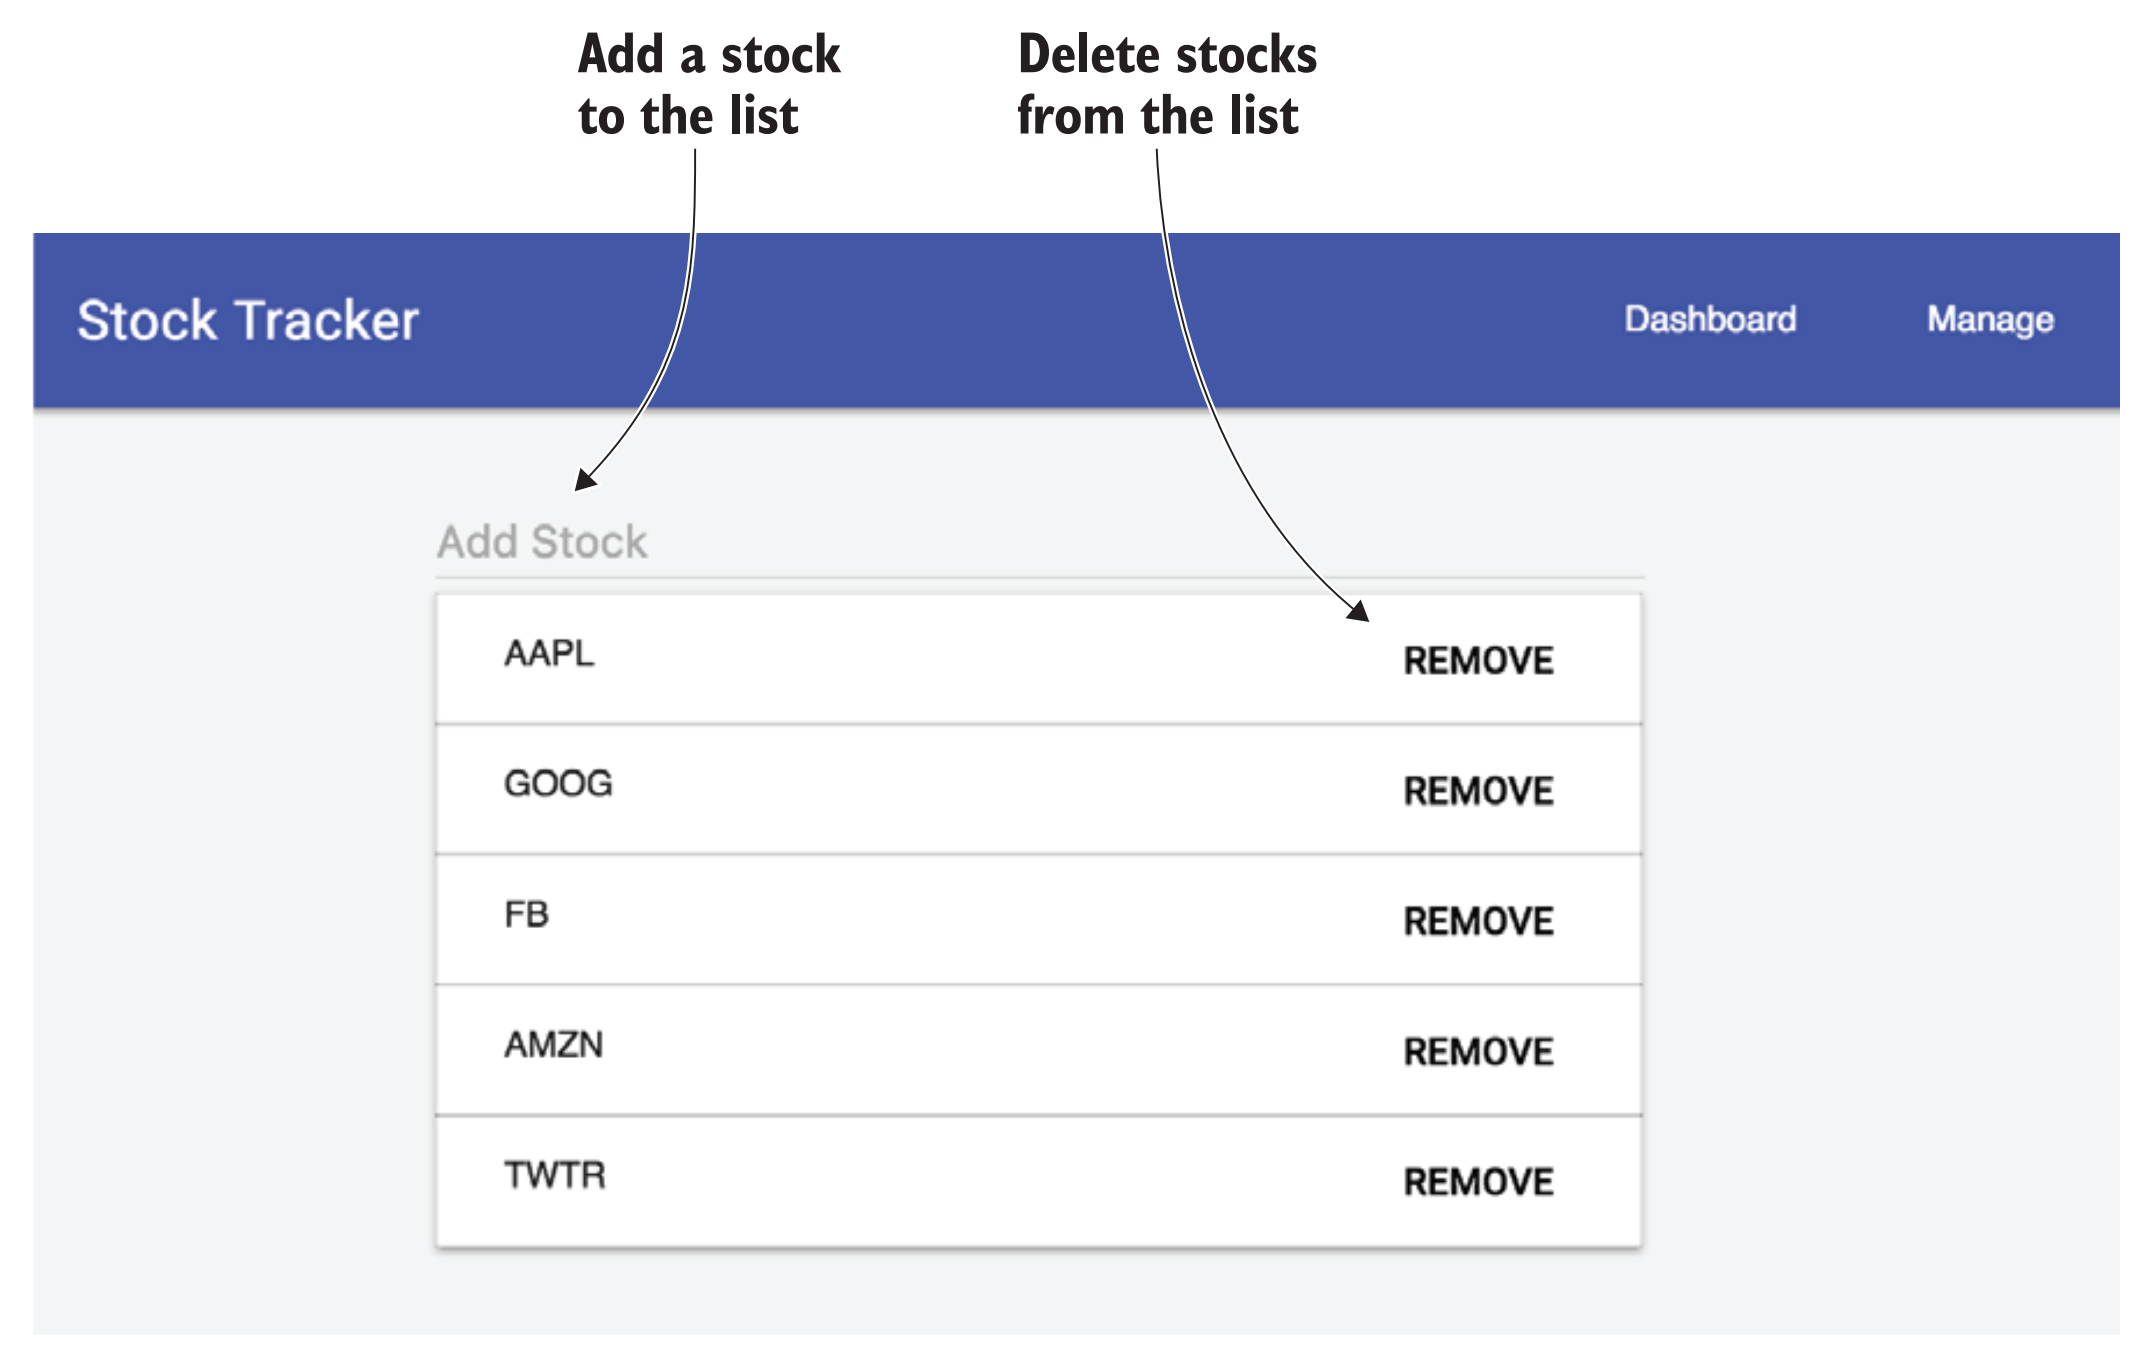 Add a stock
to the list
Delete stocks
from the list
Stock Tracker
Dashboard
Manage
Add Stock
AAPL
REMOVE
GOOG
REMOVE
FB
REMOVE
AMZN
REMOVE
TWTR
REMOVE